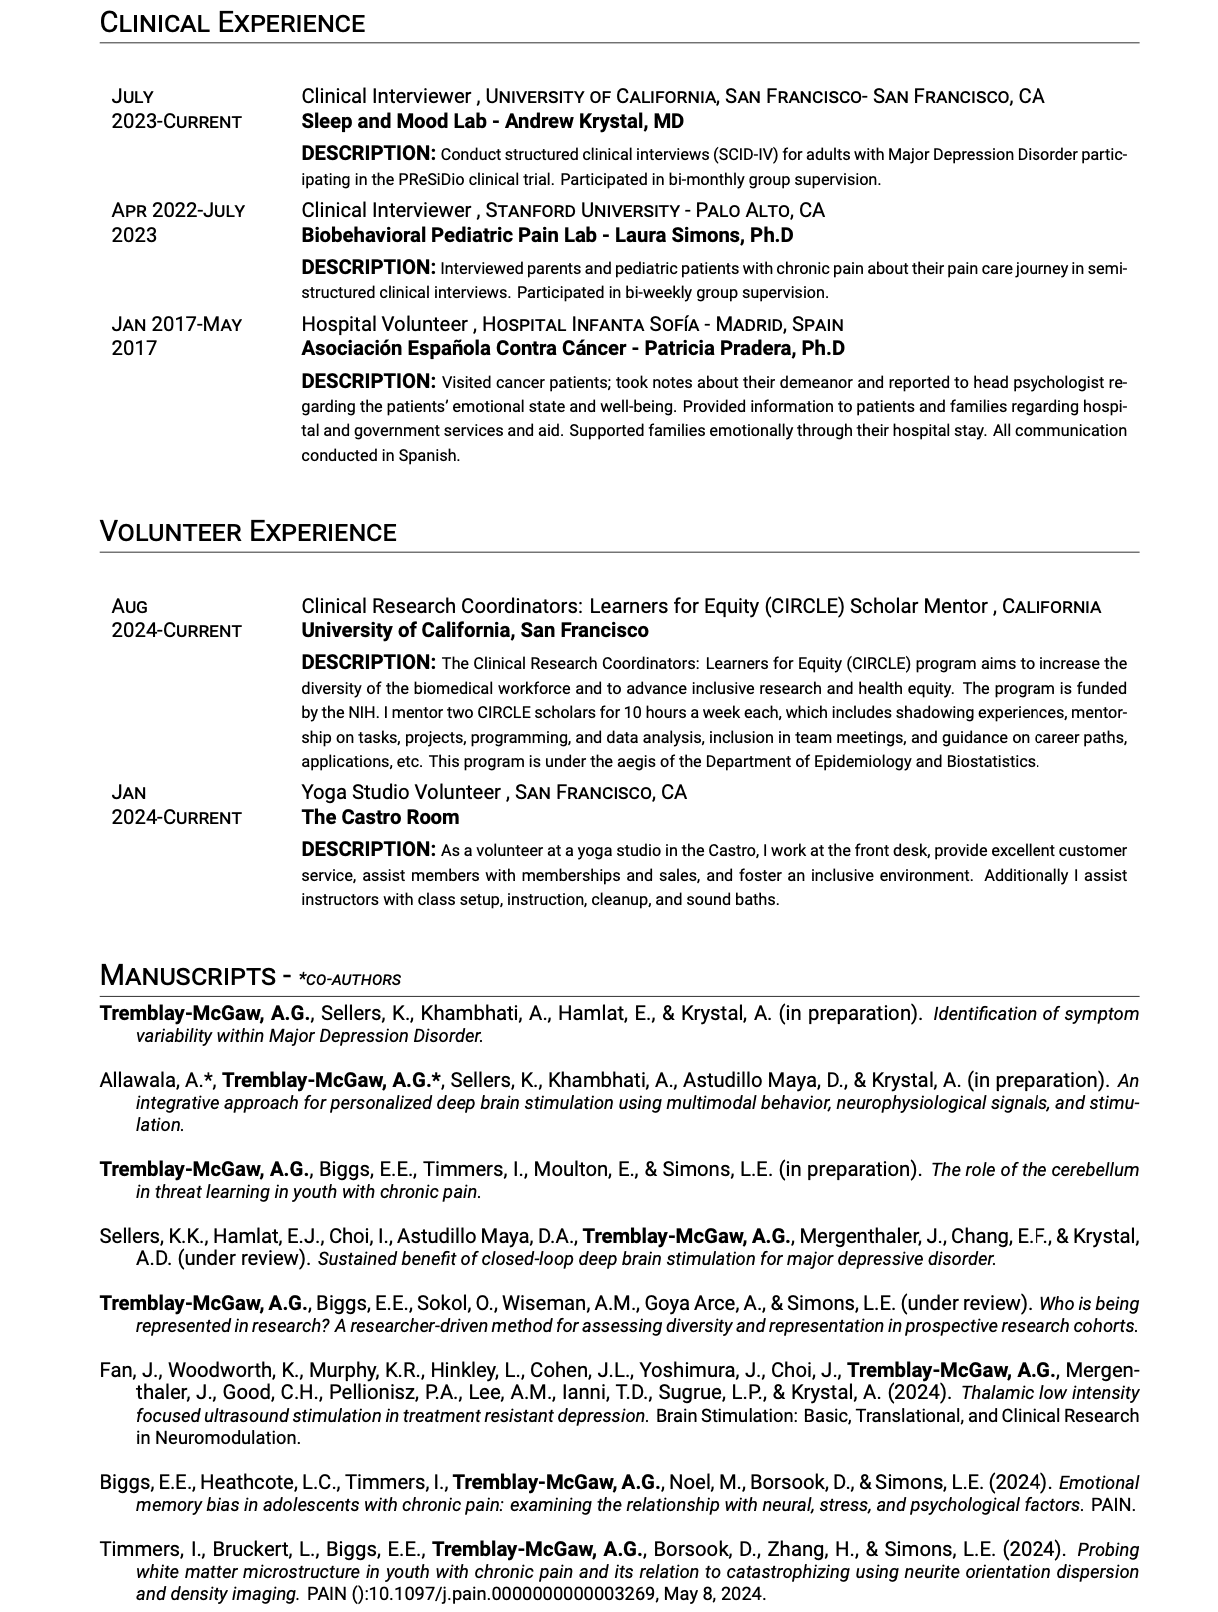 CLINICAL EXPERIENCE
JULY 2023-CURRENT
Clinical Interviewer , UNIVERSITY OF CALIFORNIA, SAN FRANCISCO- SAN FRANCISCO, CA
Sleep and Mood Lab - Andrew Krystal, MD
DESCRIPTION: Conduct structured clinical interviews (SCID-IV) for adults with Major Depression Disorder partic-
ipating in the PReSiDio clinical trial. Participated in bi-monthly group supervision.
APR 2022-JULY 2023
Clinical Interviewer , STANFORD UNIVERSITY - PALO ALTO, CA
Biobehavioral Pediatric Pain Lab - Laura Simons, Ph.D
DESCRIPTION: Interviewed parents and pediatric patients with chronic pain about their pain care journey in semi-
structured clinical interviews. Participated in bi-weekly group supervision.
JAN 2017-MAY 2017
Hospital Volunteer , HOSPITAL INFANTA SOFÍA - MADRID, SPAIN
Asociación Española Contra Cáncer - Patricia Pradera, Ph.D
DESCRIPTION: Visited cancer patients; took notes about their demeanor and reported to head psychologist re-
garding the patients' emotional state and well-being. Provided information to patients and families regarding hospi-
tal and government services and aid. Supported families emotionally through their hospital stay. All communication
conducted in Spanish.
VOLUNTEER EXPERIENCE
AUG 2024-CURRENT
Clinical Research Coordinators: Learners for Equity (CIRCLE) Scholar Mentor , CALIFORNIA
University of California, San Francisco
DESCRIPTION: The Clinical Research Coordinators: Learners for Equity (CIRCLE) program aims to increase the
diversity of the biomedical workforce and to advance inclusive research and health equity. The program is funded
by the NIH. I mentor two CIRCLE scholars for 10 hours a week each, which includes shadowing experiences, mentor-
ship on tasks, projects, programming, and data analysis, inclusion in team meetings, and guidance on career paths,
applications, etc. This program is under the aegis of the Department of Epidemiology and Biostatistics.
JAN 2024-CURRENT
Yoga Studio Volunteer , SAN FRANCISCO, CA
The Castro Room
DESCRIPTION: As a volunteer at a yoga studio in the Castro, I work at the front desk, provide excellent customer
service, assist members with memberships and sales, and foster an inclusive environment. Additionally I assist
instructors with class setup, instruction, cleanup, and sound baths.
MANUSCRIPTS - *CO-AUTHORS
Tremblay-McGaw, A.G., Sellers, K., Khambhati, A., Hamlat, E., & Krystal, A. (in preparation). Identification of symptom
variability within Major Depression Disorder.
Allawala, A.*, Tremblay-McGaw, A.G.*, Sellers, K., Khambhati, A., Astudillo Maya, D., & Krystal, A. (in preparation). An
integrative approach for personalized deep brain stimulation using multimodal behavior, neurophysiological signals, and stimu-
lation.
Tremblay-McGaw, A.G., Biggs, E.E., Timmers, I., Moulton, E., & Simons, L.E. (in preparation). The role of the cerebellum
in threat learning in youth with chronic pain.
Sellers, K.K., Hamlat, E.J., Choi, I., Astudillo Maya, D.A., Tremblay-McGaw, A.G., Mergenthaler, J., Chang, E.F., & Krystal,
A.D. (under review). Sustained benefit of closed-loop deep brain stimulation for major depressive disorder.
Tremblay-McGaw, A.G., Biggs, E.E., Sokol, O., Wiseman, A.M., Goya Arce, A., & Simons, L.E. (under review). Who is being
represented in research? A researcher-driven method for assessing diversity and representation in prospective research cohorts.
Fan, J., Woodworth, K., Murphy, K.R., Hinkley, L., Cohen, J.L., Yoshimura, J., Choi, J., Tremblay-McGaw, A.G., Mergen-
thaler, J., Good, C.H., Pellionisz, P.A., Lee, A.M., Ianni, T.D., Sugrue, L.P., & Krystal, A. (2024). Thalamic low intensity
focused ultrasound stimulation in treatment resistant depression. Brain Stimulation: Basic, Translational, and Clinical Research
in Neuromodulation.
Biggs, E.E., Heathcote, L.C., Timmers, I., Tremblay-McGaw, A.G., Noel, M., Borsook, D., & Simons, L.E. (2024). Emotional
memory bias in adolescents with chronic pain: examining the relationship with neural, stress, and psychological factors. PAIN.
Timmers, I., Bruckert, L., Biggs, E.E., Tremblay-McGaw, A.G., Borsook, D., Zhang, H., & Simons, L.E. (2024). Probing
white matter microstructure in youth with chronic pain and its relation to catastrophizing using neurite orientation dispersion
and density imaging. PAIN ():10.1097/j.pain.0000000000003269, May 8, 2024.